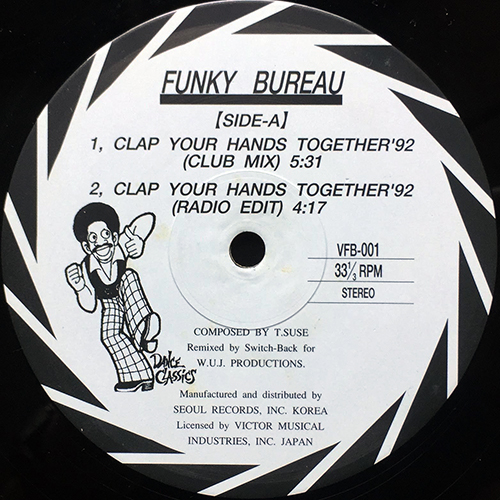 FUNKY BUREAU
【SIDE-A】
1, CLAP YOUR HANDS TOGETHER'92
(CLUB MIX) 5:31
2, CLAP YOUR HANDS TOGETHER'92
(RADIO EDIT) 4:17
VFB-001
33 1/3 RPM
STEREO
DANCE
CLASSICS
COMPOSED BY T.SUSE
Remixed by Switch-Back for
W.U.J. PRODUCTIONS.
Manufactured and distributed by
SEOUL RECORDS, INC. KOREA
Licensed by VICTOR MUSICAL
INDUSTRIES, INC. JAPAN